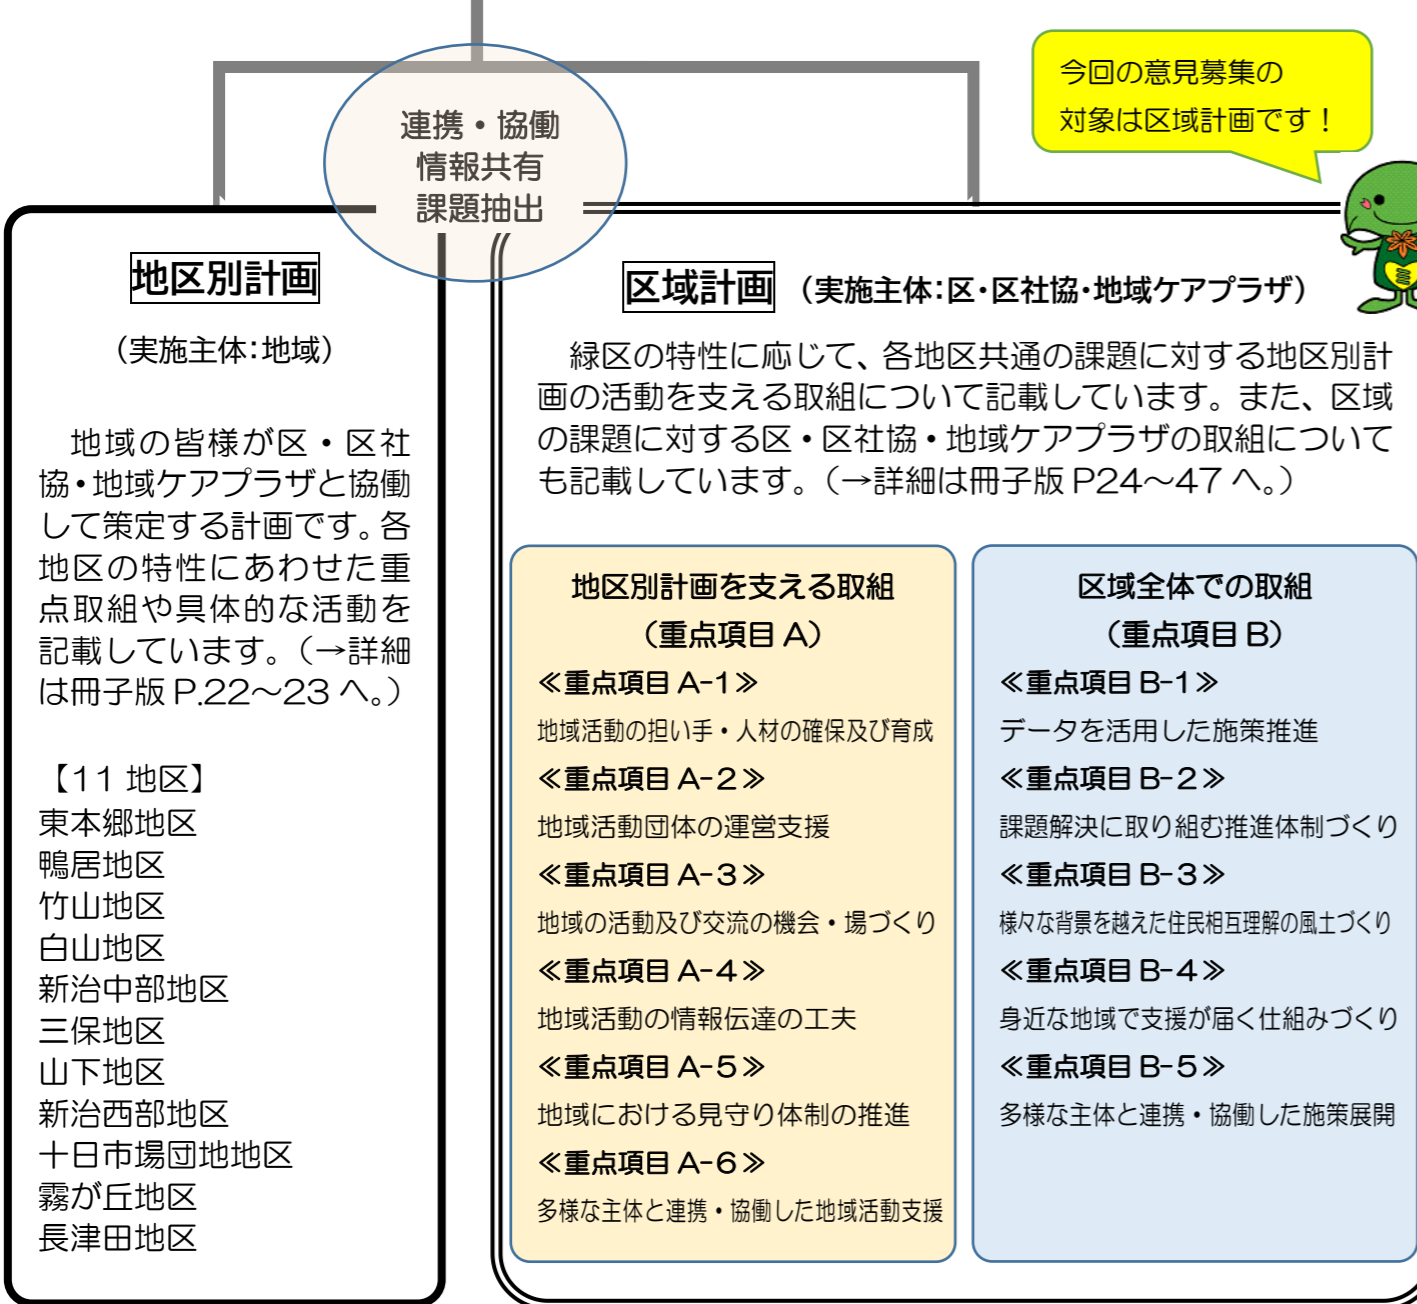 今回の意見募集の
対象は区域計画です！
連携・協働
情報共有
課題抽出
地区別計画
（実施主体：地域）
地域の皆様が区・区社
協・地域ケアプラザと協働
して策定する計画です。各
地区の特性にあわせた重
点取組や具体的な活動を
記載しています。（→詳細
は冊子版 P.22～23 へ。）
【11 地区】
東本郷地区
鴨居地区
竹山地区
白山地区
新治中部地区
三保地区
山下地区
新治西部地区
十日市場団地地区
霧が丘地区
長津田地区
区域計画 （実施主体：区・区社協・地域ケアプラザ）
緑区の特性に応じて、各地区共通の課題に対する地区別計
画の活動を支える取組について記載しています。また、区域
の課題に対する区・区社協・地域ケアプラザの取組について
も記載しています。（→詳細は冊子版 P24～47 へ。）
地区別計画を支える取組
（重点項目 A）
≪重点項目 A-1≫
地域活動の担い手・人材の確保及び育成
≪重点項目 A-2≫
地域活動団体の運営支援
≪重点項目 A-3≫
地域の活動及び交流の機会・場づくり
≪重点項目 A-4≫
地域活動の情報伝達の工夫
≪重点項目 A-5≫
地域における見守り体制の推進
≪重点項目 A-6≫
多様な主体と連携・協働した地域活動支援
区域全体での取組
（重点項目 B）
≪重点項目 B-1≫
データを活用した施策推進
≪重点項目 B-2≫
課題解決に取り組む推進体制づくり
≪重点項目 B-3≫
様々な背景を越えた住民相互理解の風土づくり
≪重点項目 B-4≫
身近な地域で支援が届く仕組みづくり
≪重点項目 B-5≫
多様な主体と連携・協働した施策展開